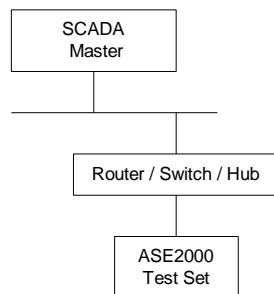 SCADA
Master
Router / Switch / Hub
ASE2000
Test Set